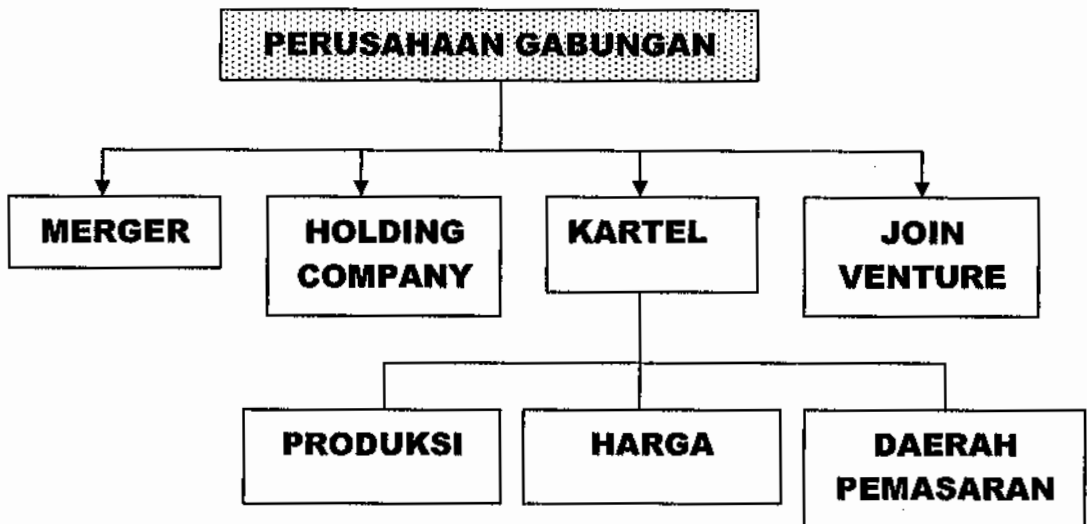 PERUSAHAAN GABUNGAN
MERGER
HOLDING
COMPANY
KARTEL
JOIN
VENTURE
PRODUKSI
HARGA
DAERAH
PEMASARAN